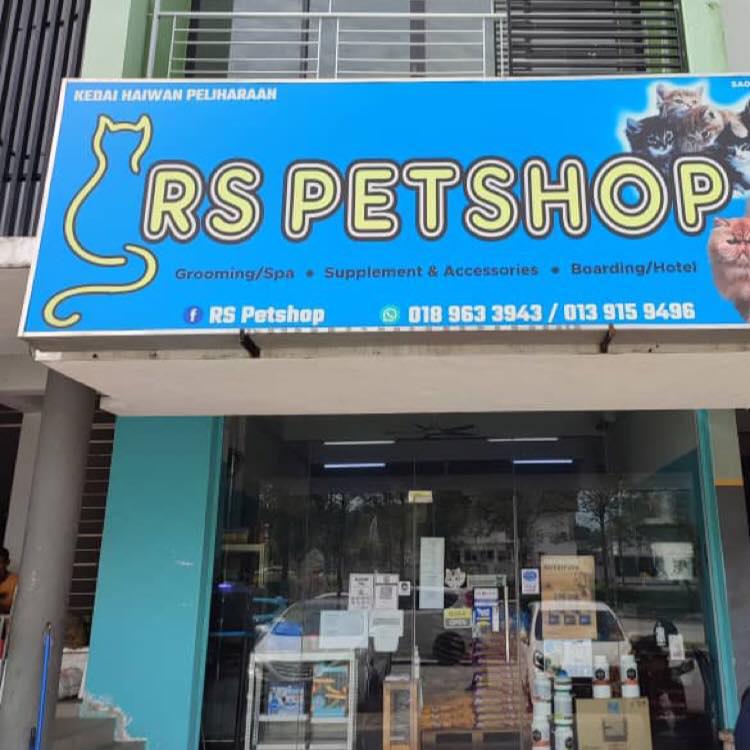 KEDAI HAIWAN PELIHARAAN
RS PETSHOP
Grooming/Spa • Supplement & Accessories • Boarding/Hotel
RS Petshop 018 963 3943 / 013 915 9496
OPEN